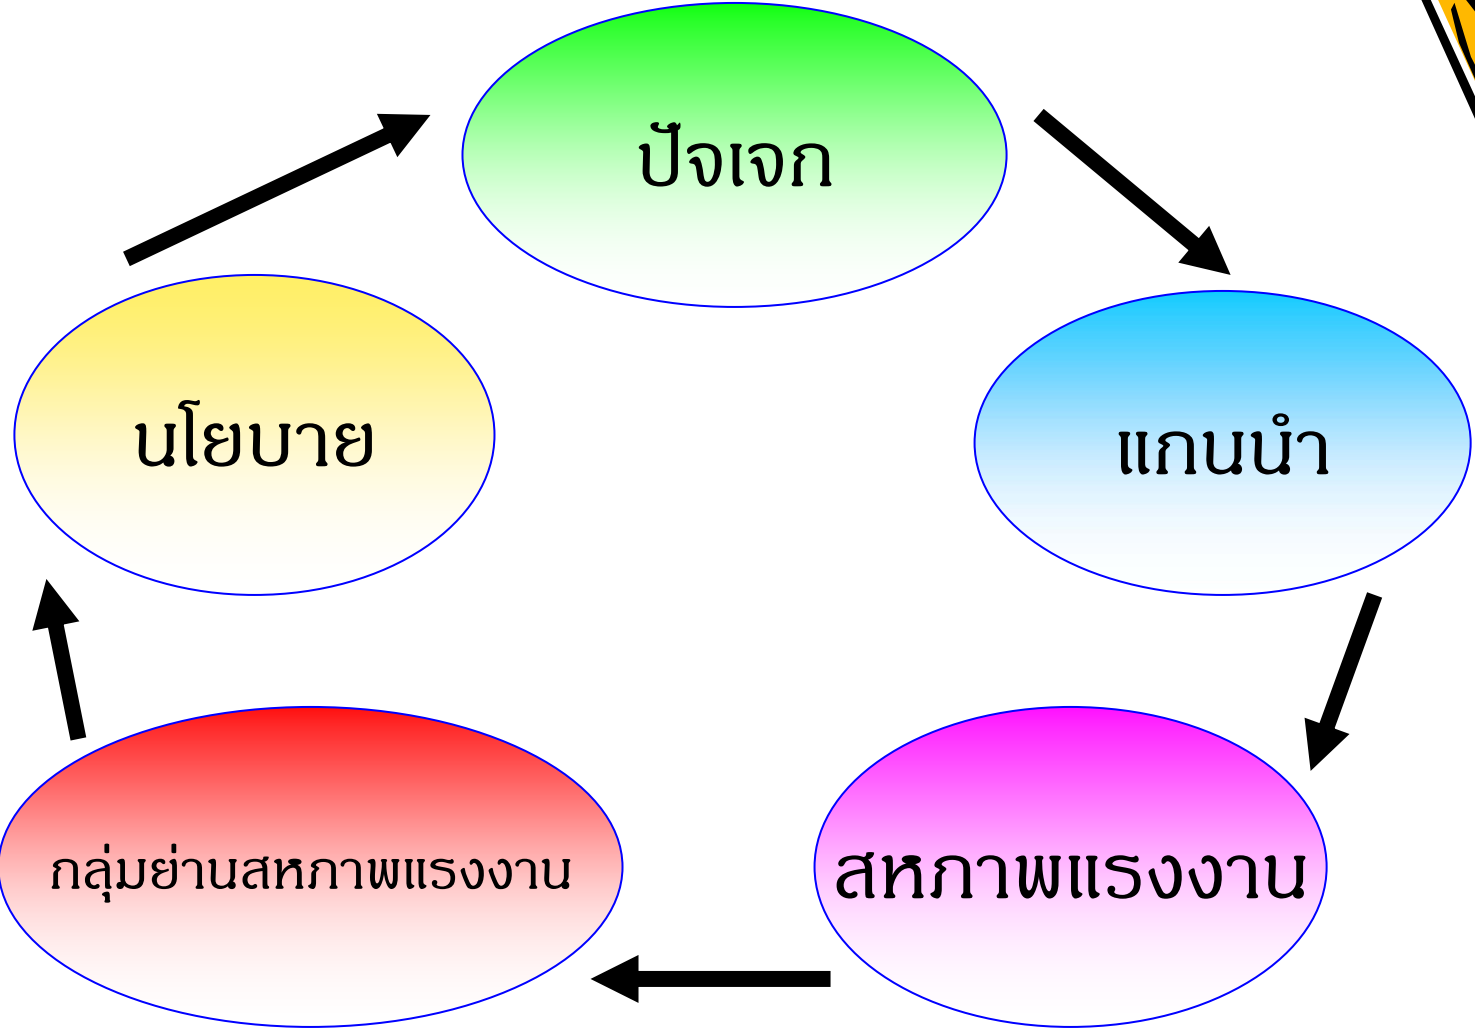 ปัจเจก
แกนนำ
สหภาพแรงงาน
กลุ่มย่านสหภาพแรงงาน
นโยบาย